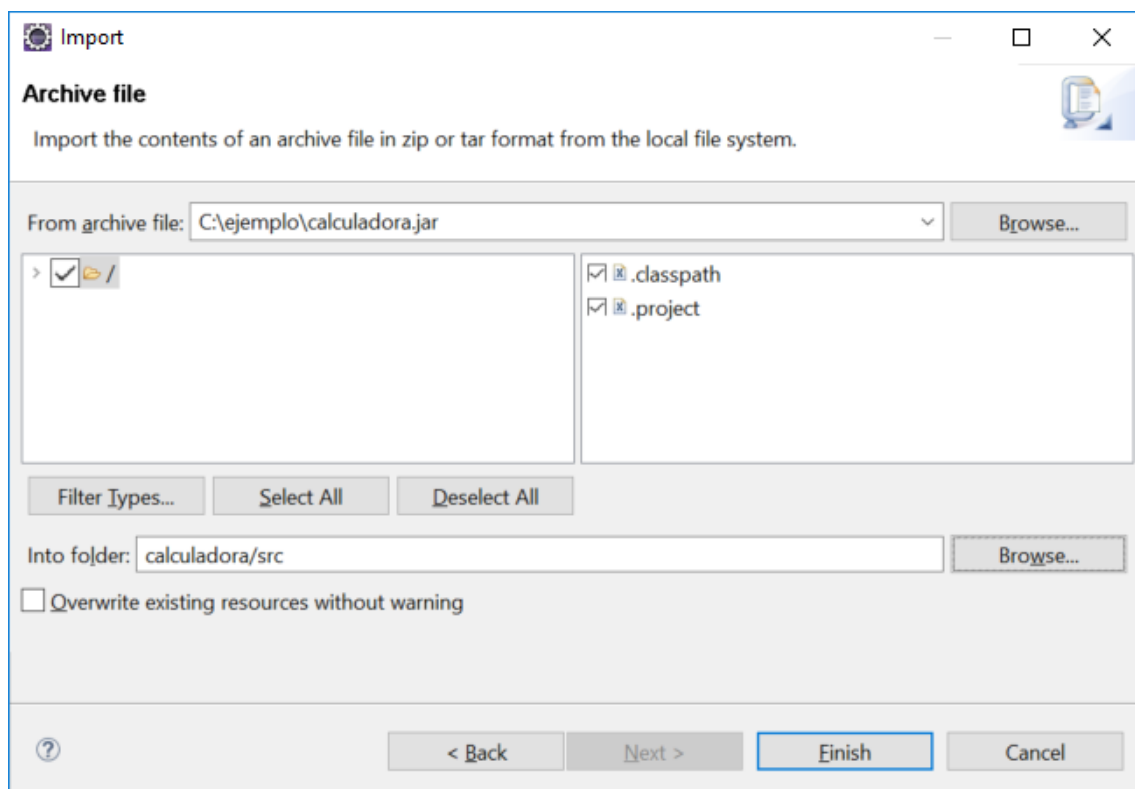 Import
Archive file
Import the contents of an archive file in zip or tar format from the local file system.
From archive file: C:\ejemplo\calculadora.jar Browse...
/ .classpath
.project
Filter Types... Select All Deselect All
Into folder: calculadora/src Browse...
Overwrite existing resources without warning
? < Back Next > Finish Cancel